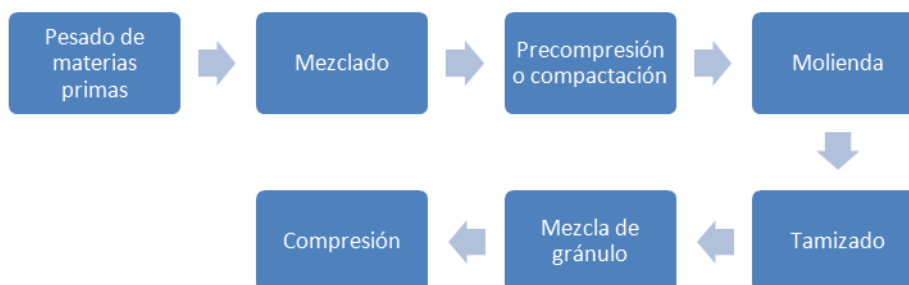 Pesado de
materias
primas
Mezclado
Precompresión
o compactación
Molienda
Tamizado
Mezcla de
gránulo
Compresión